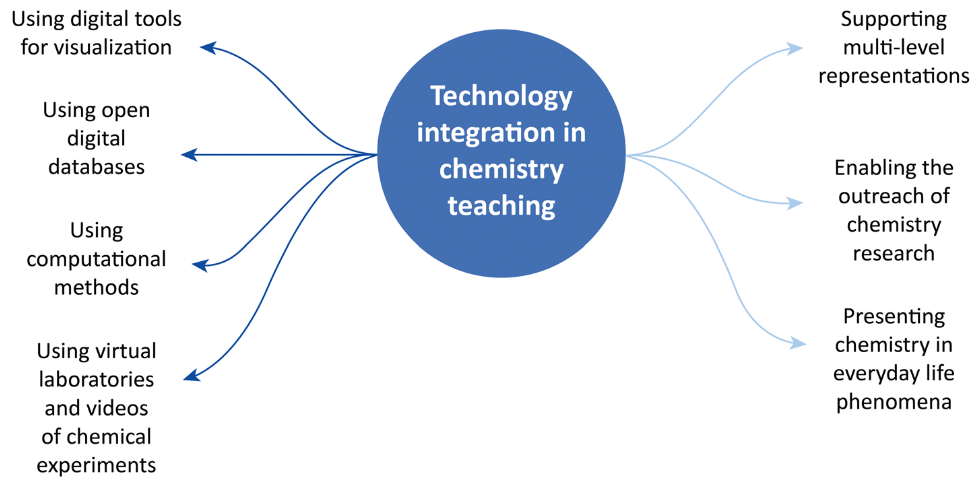 Using digital tools
for visualization
Using open
digital
databases
Using
computational
methods
Using virtual
laboratories
and videos
of chemical
experiments
Technology
integration in
chemistry
teaching
Supporting
multi-level
representations
Enabling the
outreach of
chemistry
research
Presenting
chemistry in
everyday life
phenomena